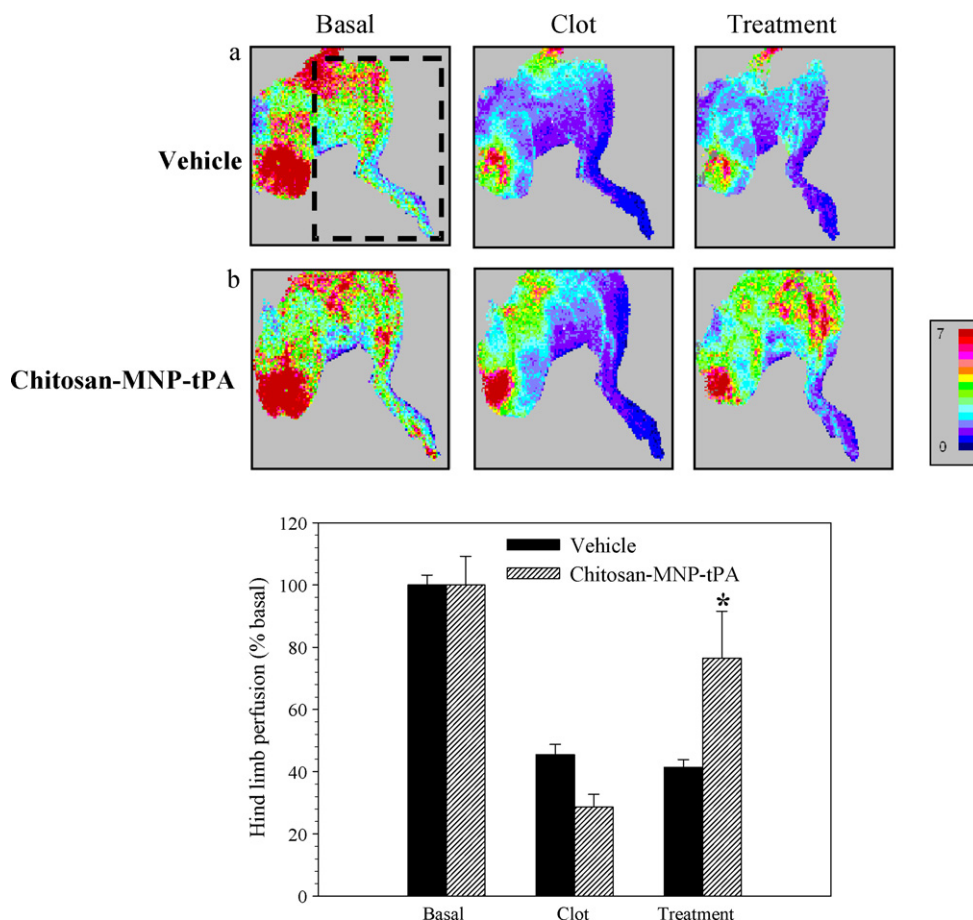 Basal Clot Treatment
a
Vehicle
b
Chitosan-MNP-tPA
7
0
120
100
80
60
40
20
0
Hind limb perfusion (% basal)
Vehicle
Chitosan-MNP-tPA
*
Basal Clot Treatment